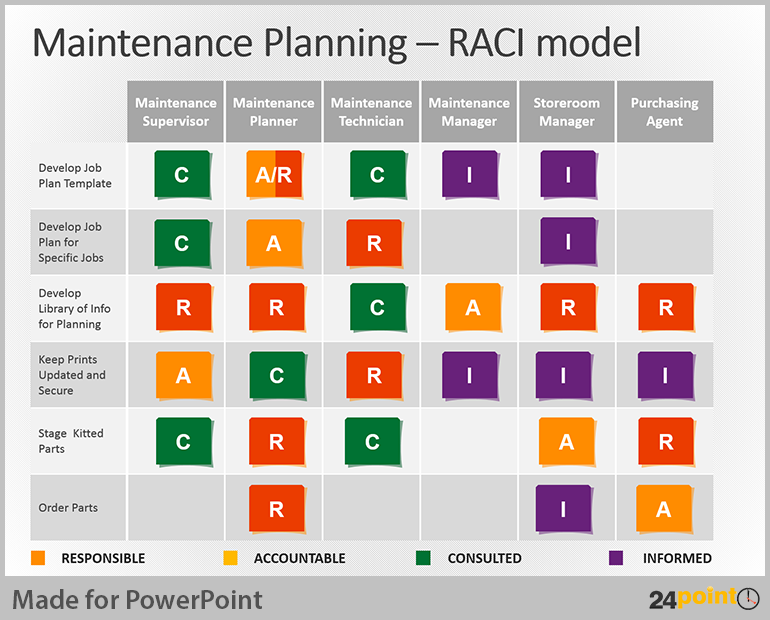 Maintenance Planning – RACI model
Maintenance Maintenance Maintenance Maintenance Storeroom Purchasing
Supervisor Planner Technician Manager Manager Agent
Develop Job
Plan Template
C A/R C I I
Develop Job
Plan for
Specific Jobs
C A R I
Develop
Library of Info
for Planning
R R C A R R
Keep Prints
Updated and
Secure
A C R I I I
Stage Kitted
Parts
C R C A R
Order Parts
R I A
RESPONSIBLE ACCOUNTABLE CONSULTED INFORMED
Made for PowerPoint
24point